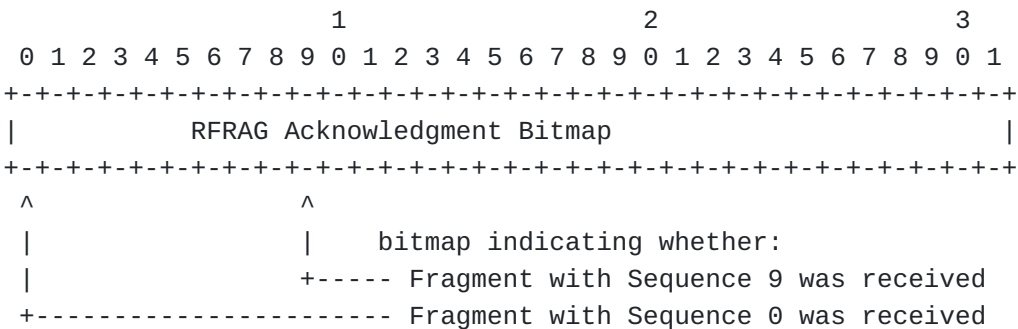 1                   2                   3
 0 1 2 3 4 5 6 7 8 9 0 1 2 3 4 5 6 7 8 9 0 1 2 3 4 5 6 7 8 9 0 1
+-+-+-+-+-+-+-+-+-+-+-+-+-+-+-+-+-+-+-+-+-+-+-+-+-+-+-+-+-+-+-+-+
|           RFRAG Acknowledgment Bitmap                         |
+-+-+-+-+-+-+-+-+-+-+-+-+-+-+-+-+-+-+-+-+-+-+-+-+-+-+-+-+-+-+-+-+
 ^                 ^
 |                 |    bitmap indicating whether:
 |                 +----- Fragment with Sequence 9 was received
 +----------------------- Fragment with Sequence 0 was received